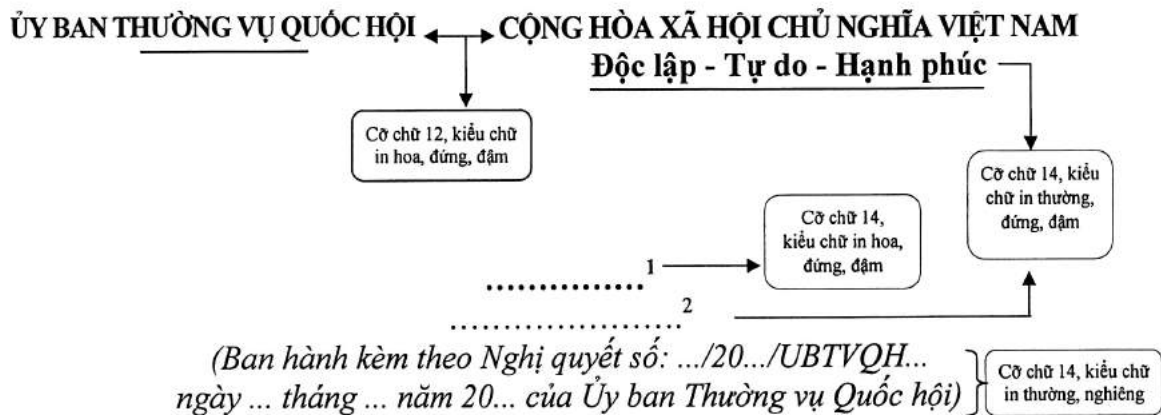 ỦY BAN THƯỜNG VỤ QUỐC HỘI
CỘNG HÒA XÃ HỘI CHỦ NGHĨA VIỆT NAM
Độc lập - Tự do - Hạnh phúc
Cỡ chữ 12, kiểu chữ
in hoa, đứng, đậm
Cỡ chữ 14, kiểu
chữ in thường,
đứng, đậm
Cỡ chữ 14,
kiểu chữ in hoa,
đứng, đậm
................1
..........................2
(Ban hành kèm theo Nghị quyết số: .../20.../UBTVQH...
ngày ... tháng ... năm 20... của Ủy ban Thường vụ Quốc hội)
Cỡ chữ 14, kiểu chữ
in thường, nghiêng